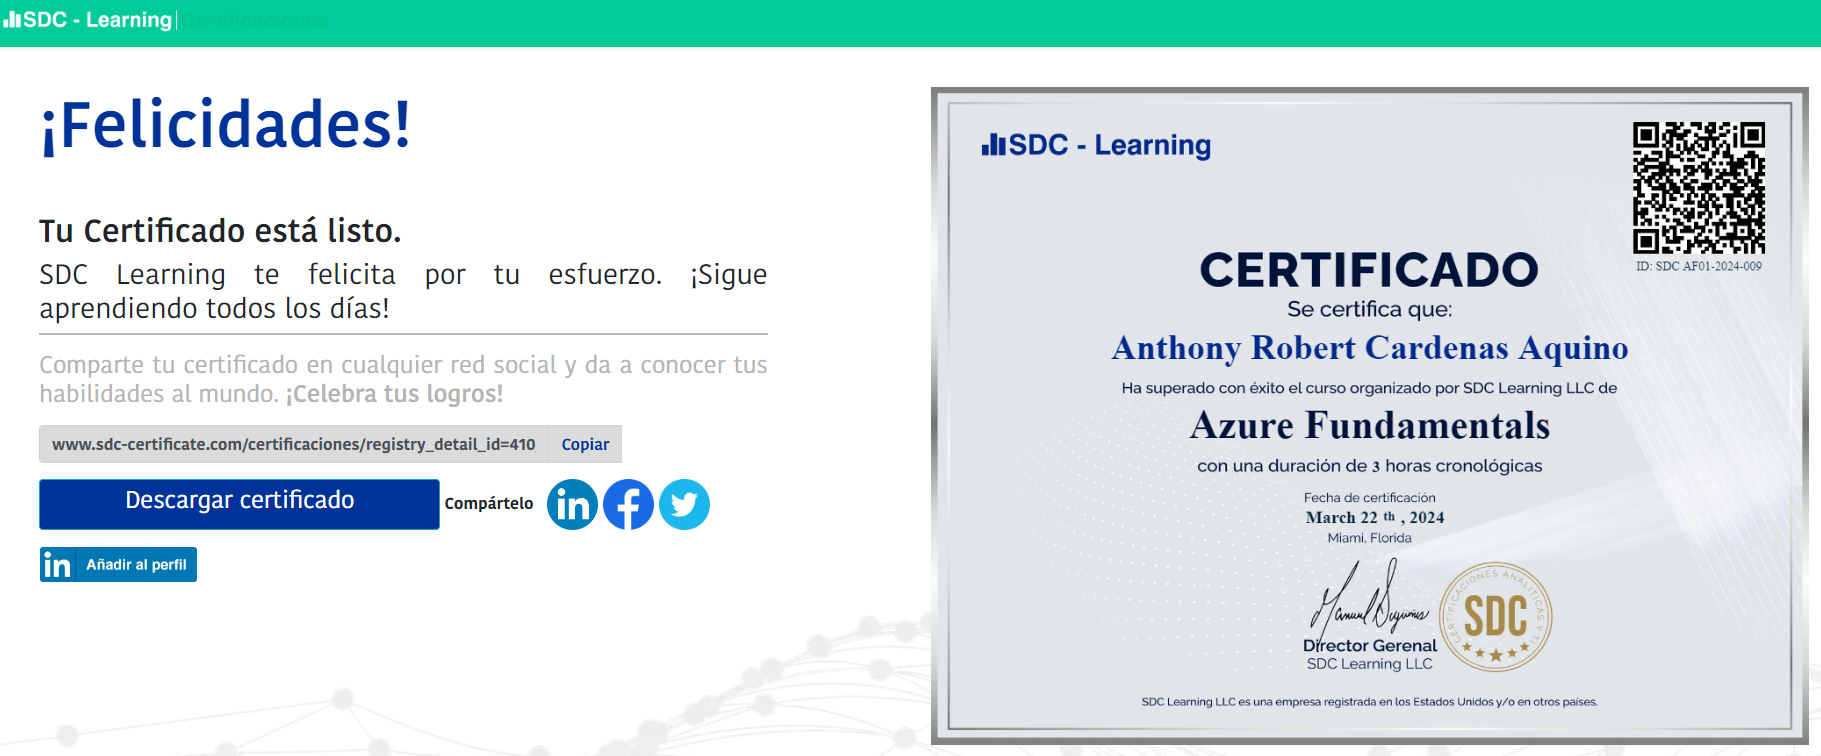 SDC - Learning | Certificaciones
¡Felicidades!
Tu Certificado está listo.
SDC Learning te felicita por tu esfuerzo. ¡Sigue
aprendiendo todos los días!
Comparte tu certificado en cualquier red social y da a conocer tus
habilidades al mundo. ¡Celebra tus logros!
www.sdc-certificate.com/certificaciones/registry_detail_id=410
Copiar
Descargar certificado
Compártelo
in
Añadir al perfil
SDC - Learning
ID: SDC AF01-2024-009
CERTIFICADO
Se certifica que:
Anthony Robert Cardenas Aquino
Ha superado con éxito el curso organizado por SDC Learning LLC de
Azure Fundamentals
con una duración de 3 horas cronológicas
Fecha de certificación
March 22 th , 2024
Miami, Florida
Director Gerenal
SDC Learning LLC
CERTIFICACIONES ANALITICAS Y TI
SDC
SDC Learning LLC es una empresa registrada en los Estados Unidos y/o en otros países.